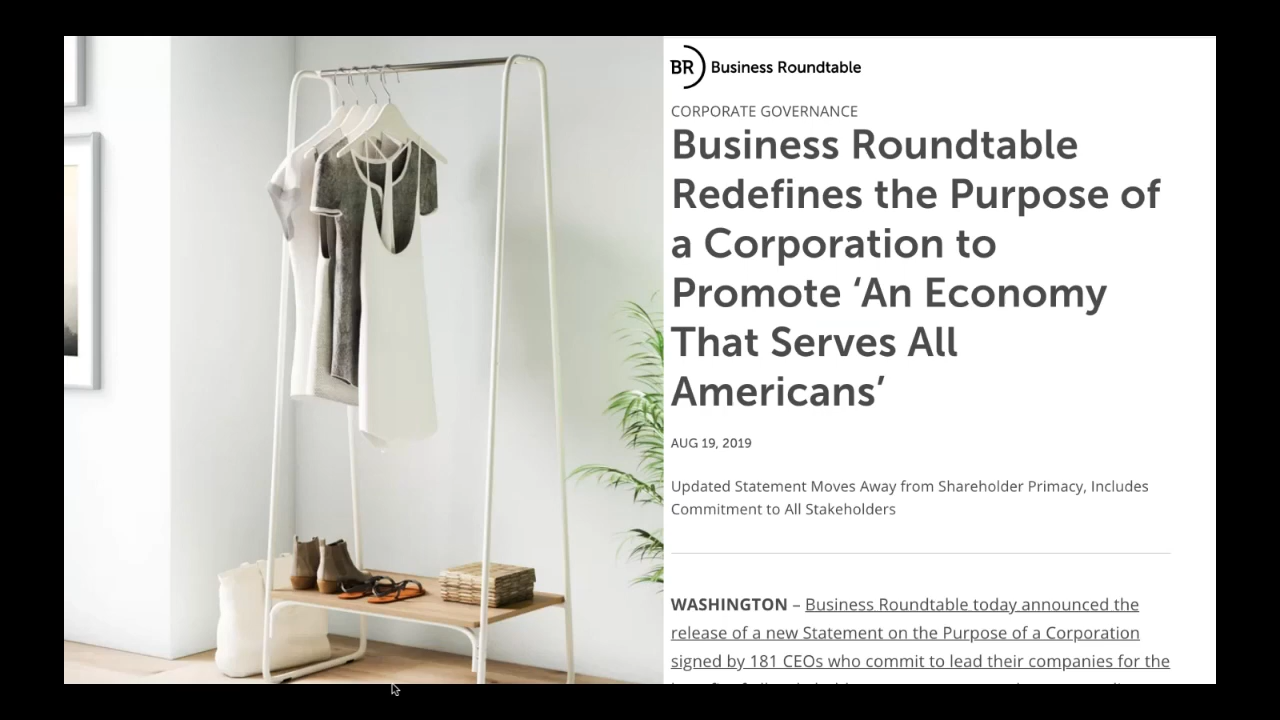 BR Business Roundtable
CORPORATE GOVERNANCE
Business Roundtable
Redefines the Purpose of
a Corporation to
Promote ‘An Economy
That Serves All
Americans’
AUG 19, 2019
Updated Statement Moves Away from Shareholder Primacy, Includes
Commitment to All Stakeholders
WASHINGTON – Business Roundtable today announced the
release of a new Statement on the Purpose of a Corporation
signed by 181 CEOs who commit to lead their companies for the